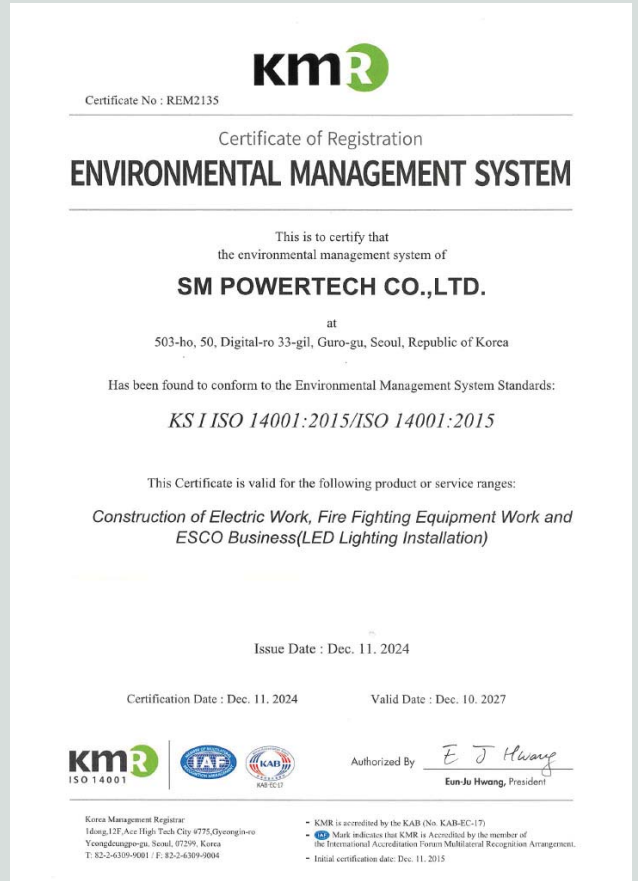 KMR
Certificate No : REM2135
Certificate of Registration
ENVIRONMENTAL MANAGEMENT SYSTEM
This is to certify that
the environmental management system of
SM POWERTECH CO.,LTD.
at
503-ho, 50, Digital-ro 33-gil, Guro-gu, Seoul, Republic of Korea
Has been found to conform to the Environmental Management System Standards:
KS I ISO 14001:2015/ISO 14001:2015
This Certificate is valid for the following product or service ranges:
Construction of Electric Work, Fire Fighting Equipment Work and
ESCO Business(LED Lighting Installation)
Issue Date : Dec. 11. 2024
Certification Date : Dec. 11. 2024
Valid Date : Dec. 10. 2027
KMR
ISO 14001
IAF
KAB
KAB-EC-17
Authorized By
E J Hwang
Eun-Ju Hwang, President
Korea Management Registrar
1dong,12F,Ace High Tech City #775,Gyeongin-ro
Yeongdeungpo-gu, Seoul, 07299, Korea
T: 82-2-6309-9001 / F: 82-2-6309-9004
- KMR is accredited by the KAB (No. KAB-EC-17)
- IAF Mark indicates that KMR is Accredited by the member of
the International Accreditation Forum Multilateral Recognition Arrangement.
- Initial certification date: Dec. 11. 2015